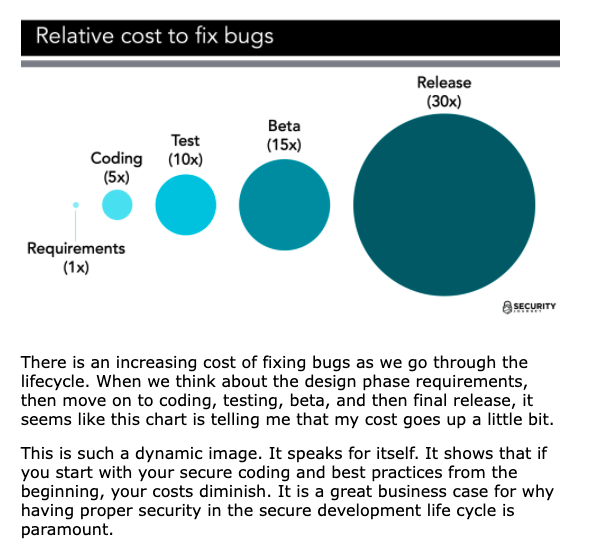 Relative cost to fix bugs
Release
(30x)
Beta
(15x)
Test
(10x)
Coding
(5x)
Requirements
(1x)
SECURITY
JOURNEY
There is an increasing cost of fixing bugs as we go through the
lifecycle. When we think about the design phase requirements,
then move on to coding, testing, beta, and then final release, it
seems like this chart is telling me that my cost goes up a little bit.
This is such a dynamic image. It speaks for itself. It shows that if
you start with your secure coding and best practices from the
beginning, your costs diminish. It is a great business case for why
having proper security in the secure development life cycle is
paramount.